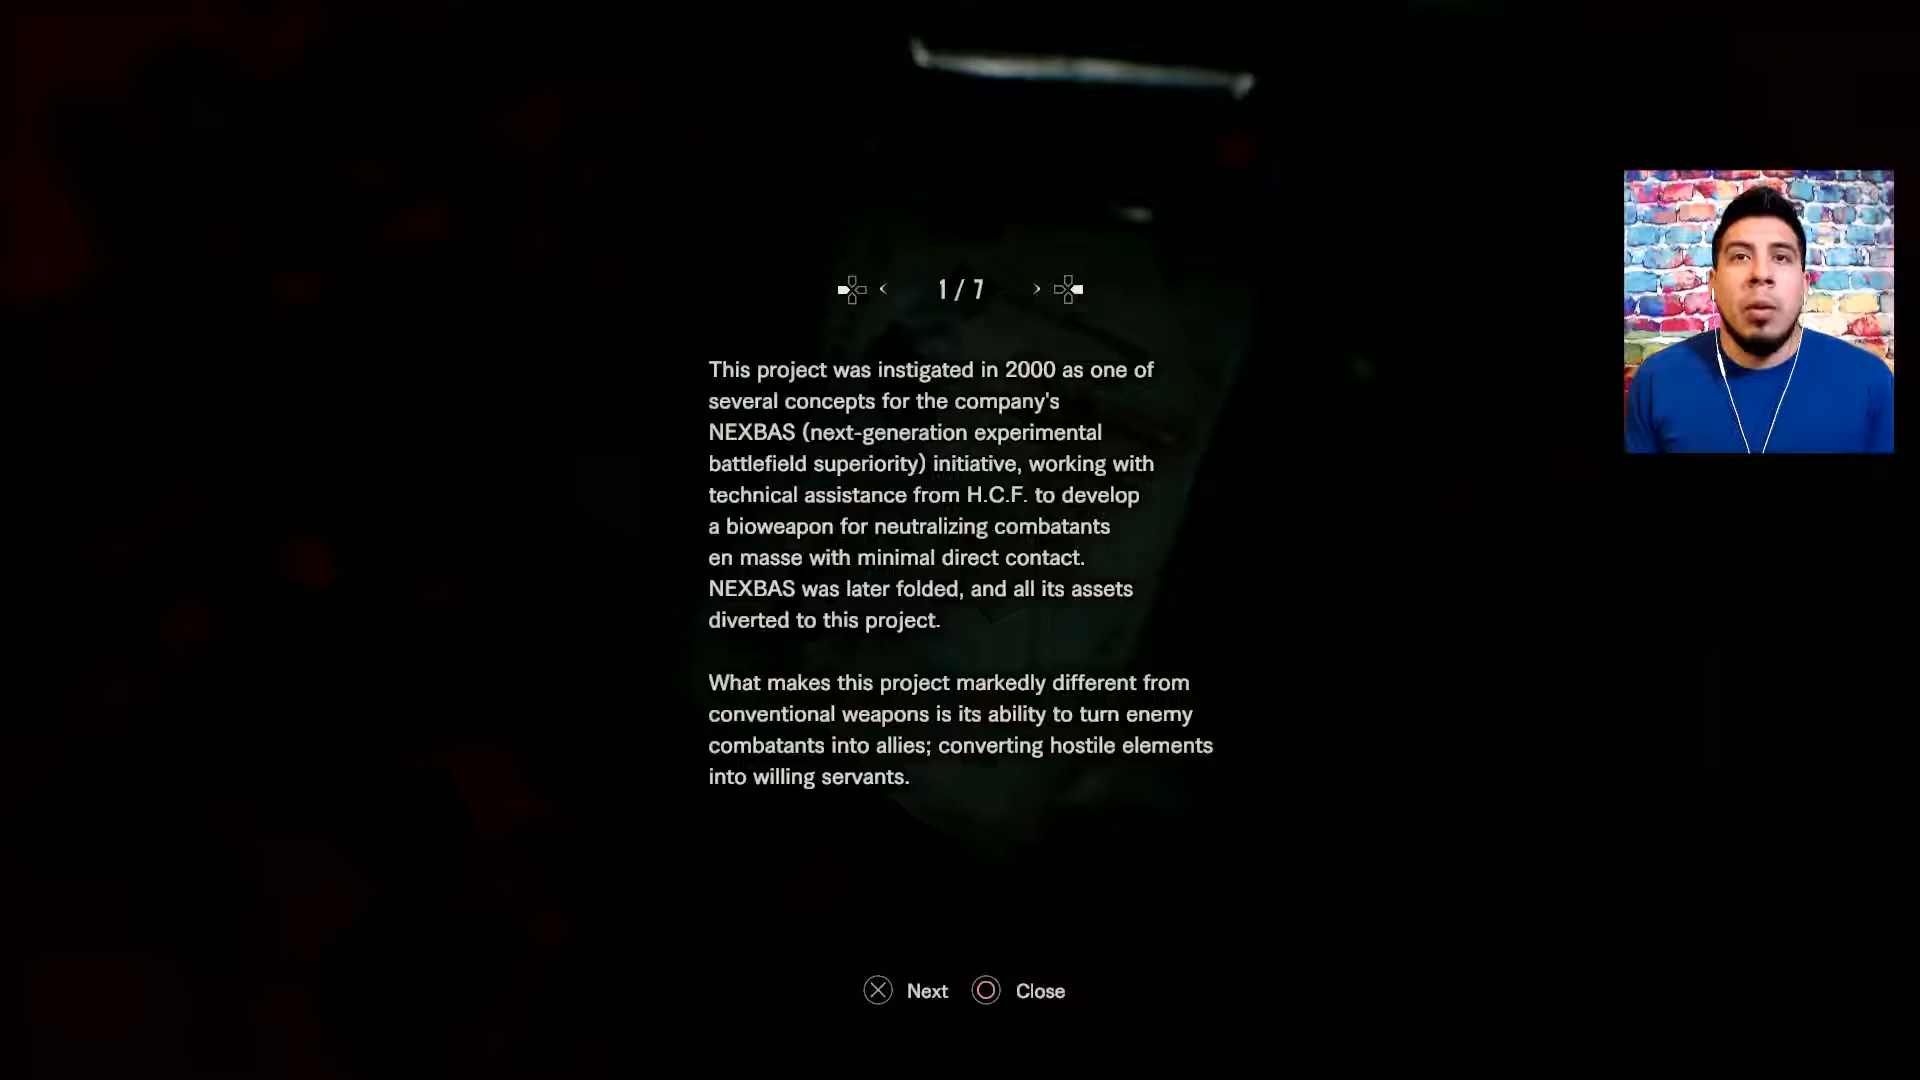 < 1 / 7 >
This project was instigated in 2000 as one of
several concepts for the company's
NEXBAS (next-generation experimental
battlefield superiority) initiative, working with
technical assistance from H.C.F. to develop
a bioweapon for neutralizing combatants
en masse with minimal direct contact.
NEXBAS was later folded, and all its assets
diverted to this project.
What makes this project markedly different from
conventional weapons is its ability to turn enemy
combatants into allies; converting hostile elements
into willing servants.
Next Close